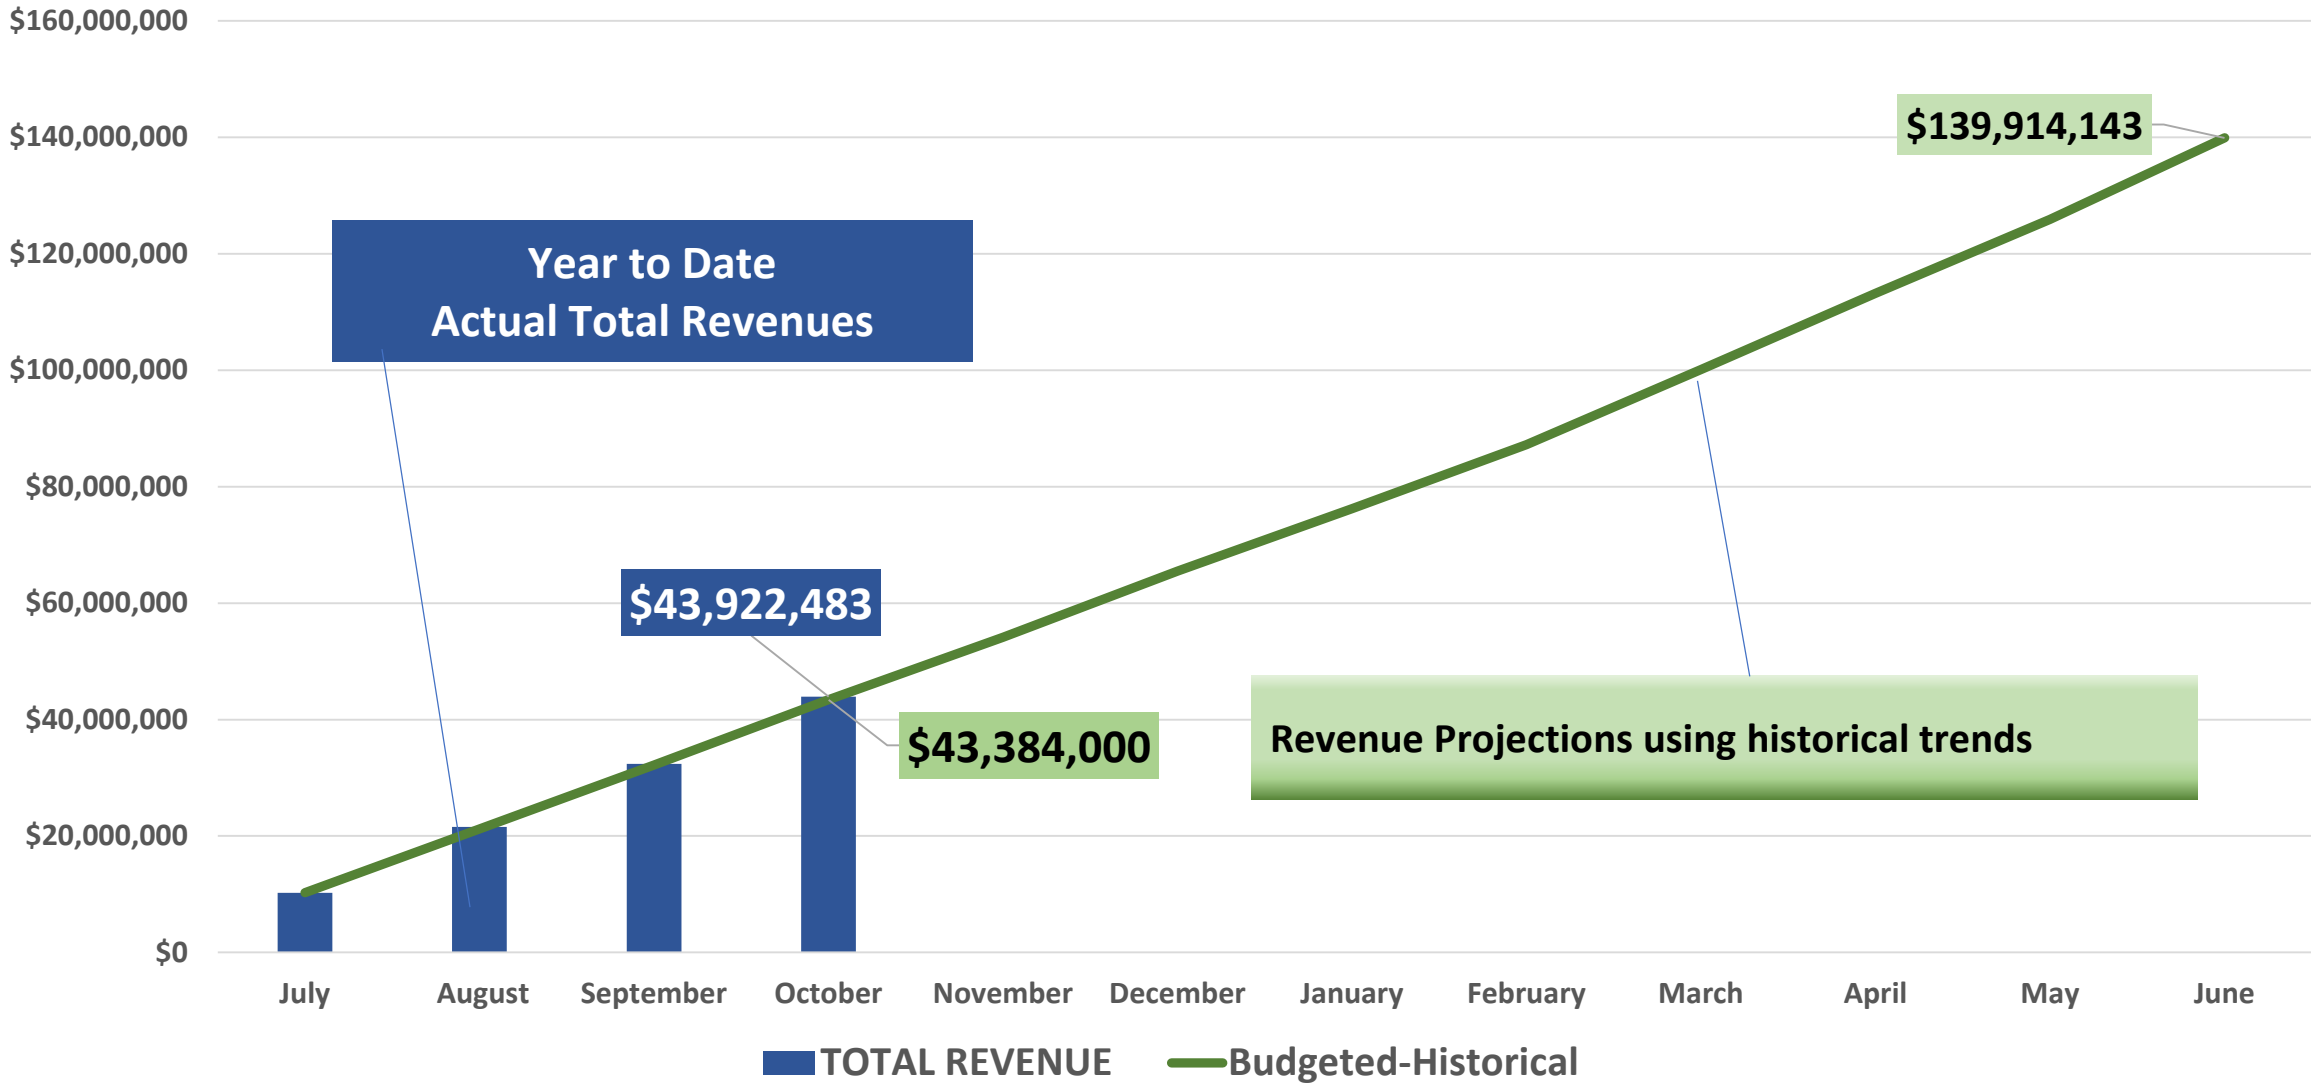 $160,000,000
$140,000,000
$120,000,000
$100,000,000
$80,000,000
$60,000,000
$40,000,000
$20,000,000
$0
$139,914,143
Year to Date
Actual Total Revenues
$43,922,483
$43,384,000
Revenue Projections using historical trends
July August September October November December January February March April May June
TOTAL REVENUE Budgeted-Historical